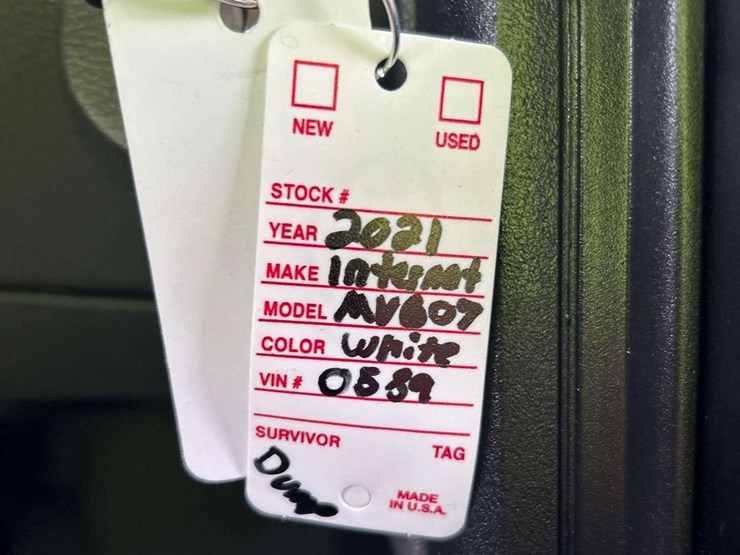 NEW USED
STOCK #
YEAR 2021
MAKE Internat
MODEL MV607
COLOR White
VIN # 0589
SURVIVOR TAG
Dump
MADE
IN U.S.A.